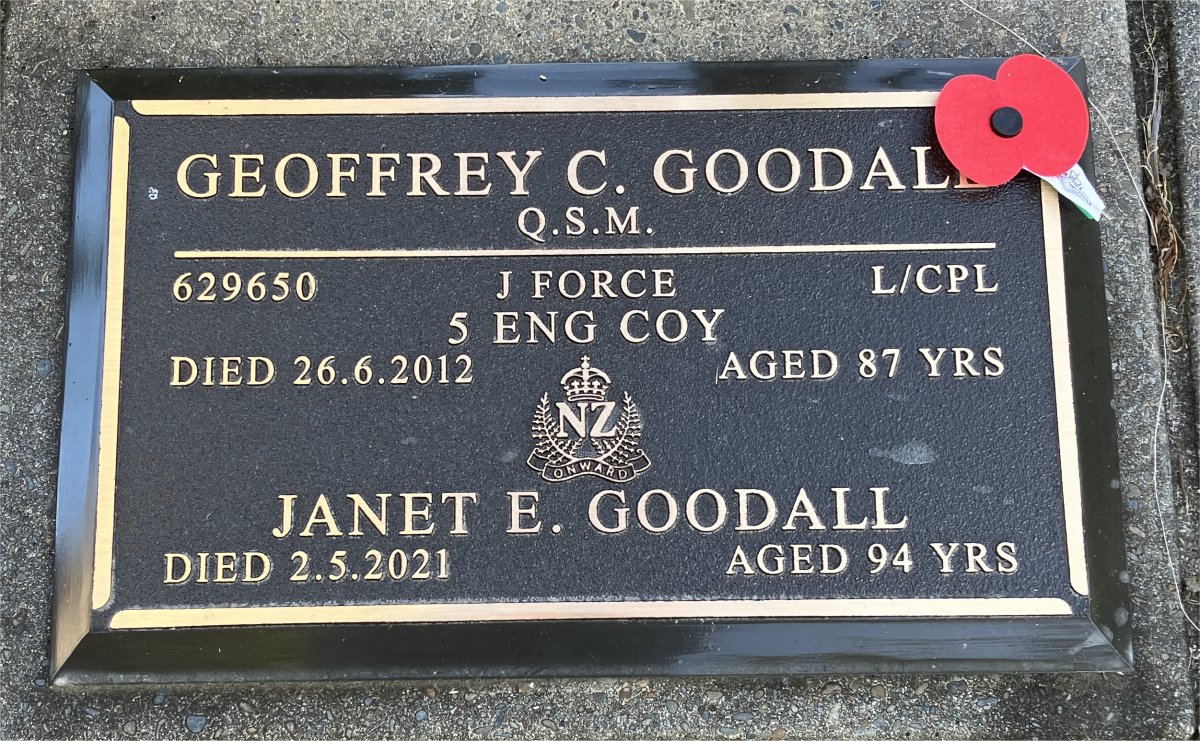 GEOFFREY C. GOODALL
Q.S.M.
629650 J FORCE L/CPL
5 ENG COY
DIED 26.6.2012 AGED 87 YRS
NZ
ONWARD
JANET E. GOODALL
DIED 2.5.2021 AGED 94 YRS